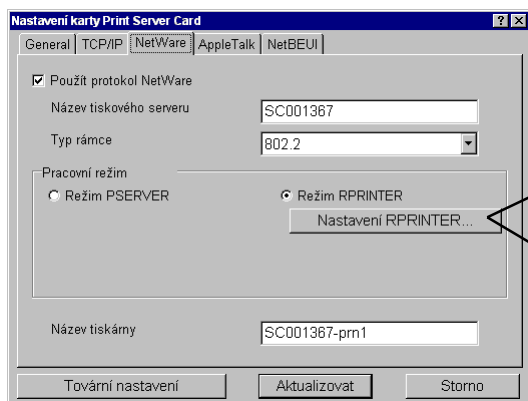 Nastavení karty Print Server Card
General TCP/IP NetWare AppleTalk NetBEUI
Použít protokol NetWare
Název tiskového serveru SC001367
Typ rámce 802.2
Pracovní režim
Režim PSERVER Režim RPRINTER
Nastavení RPRINTER...
Název tiskárny SC001367-prn1
Tovární nastavení Aktualizovat Storno